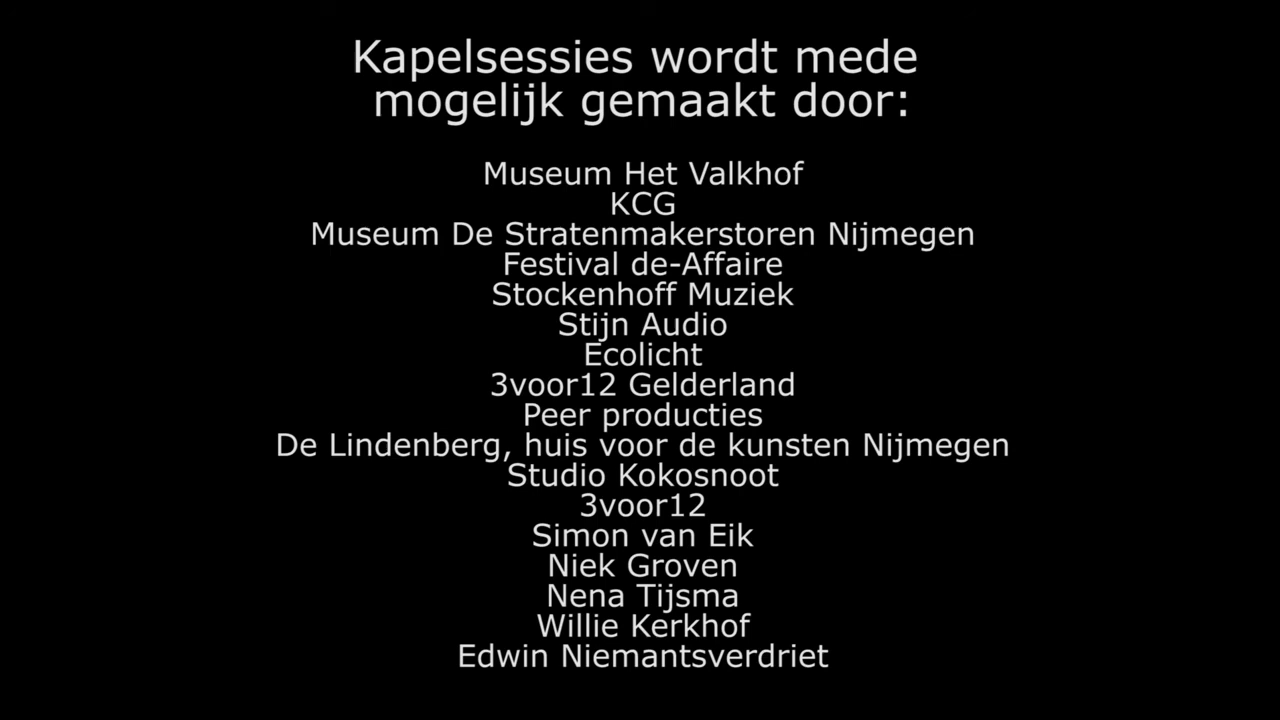 Kapelsessies wordt mede
mogelijk gemaakt door:
Museum Het Valkhof
KCG
Museum De Stratenmakerstoren Nijmegen
Festival de-Affaire
Stockenhoff Muziek
Stijn Audio
Ecolicht
3voor12 Gelderland
Peer producties
De Lindenberg, huis voor de kunsten Nijmegen
Studio Kokosnoot
3voor12
Simon van Eik
Niek Groven
Nena Tijsma
Willie Kerkhof
Edwin Niemantsverdriet